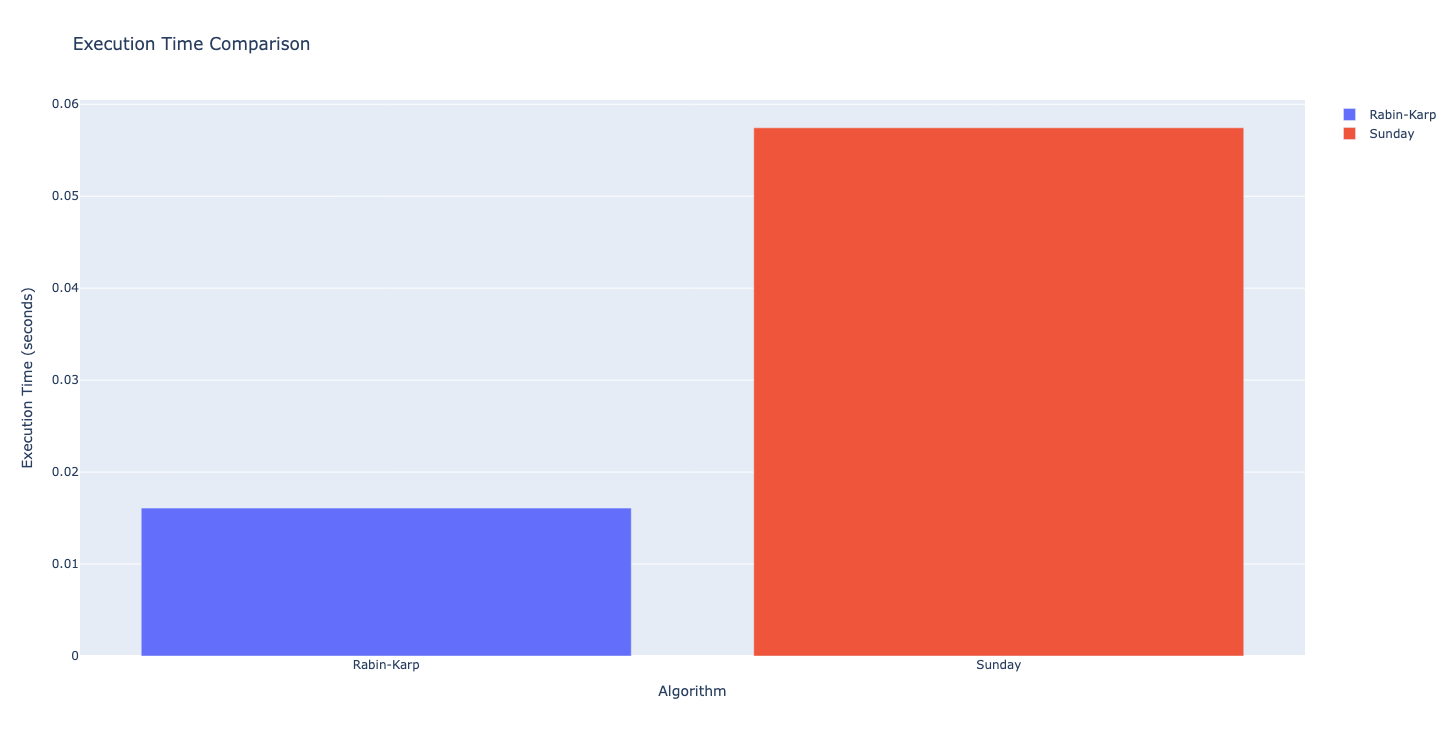 Execution Time Comparison
0.06
0.05
0.04
0.03
0.02
0.01
0
Execution Time (seconds)
Rabin-Karp
Sunday
Algorithm
Rabin-Karp
Sunday